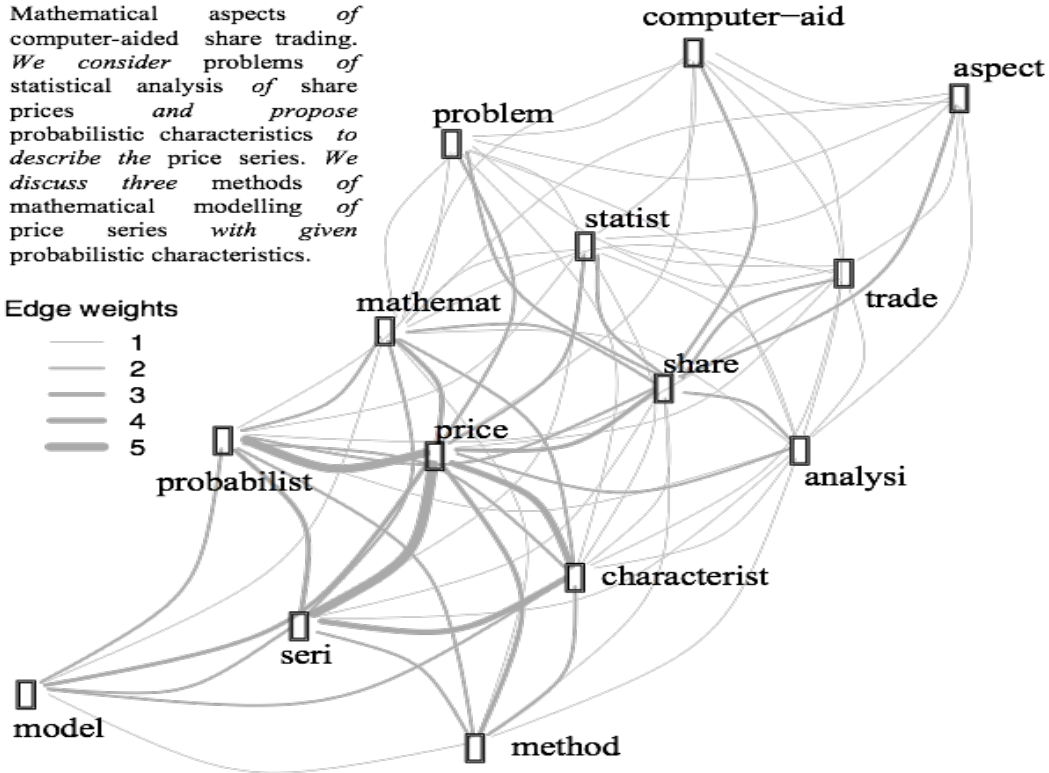 Mathematical aspects of
computer-aided share trading.
We consider problems of
statistical analysis of share
prices and propose
probabilistic characteristics to
describe the price series. We
discuss three methods of
mathematical modelling of
price series with given
probabilistic characteristics.
computer-aid
aspect
problem
statist
trade
mathemat
Edge weights
1
2
3
4
5
share
price
probabilist
analysi
characterist
seri
model
method